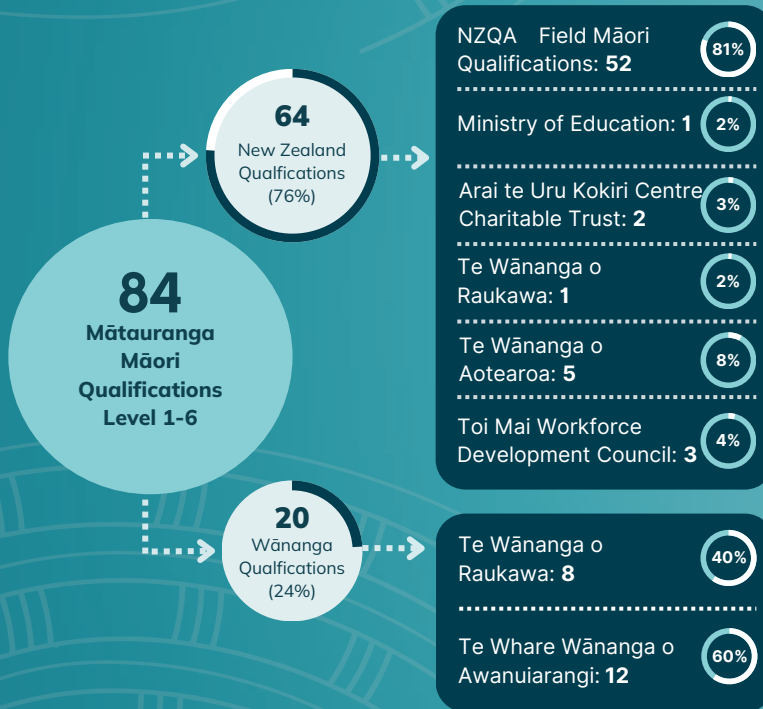 84
Mātauranga
Māori
Qualifications
Level 1-6
64
New Zealand
Qualfications
(76%)
NZQA Field Māori
Qualifications: 52
81%
Ministry of Education: 1
2%
Arai te Uru Kokiri Centre
Charitable Trust: 2
3%
Te Wānanga o
Raukawa: 1
2%
Te Wānanga o
Aotearoa: 5
8%
Toi Mai Workforce
Development Council: 3
4%
20
Wānanga
Qualfications
(24%)
Te Wānanga o
Raukawa: 8
40%
Te Whare Wānanga o
Awanuiarangi: 12
60%